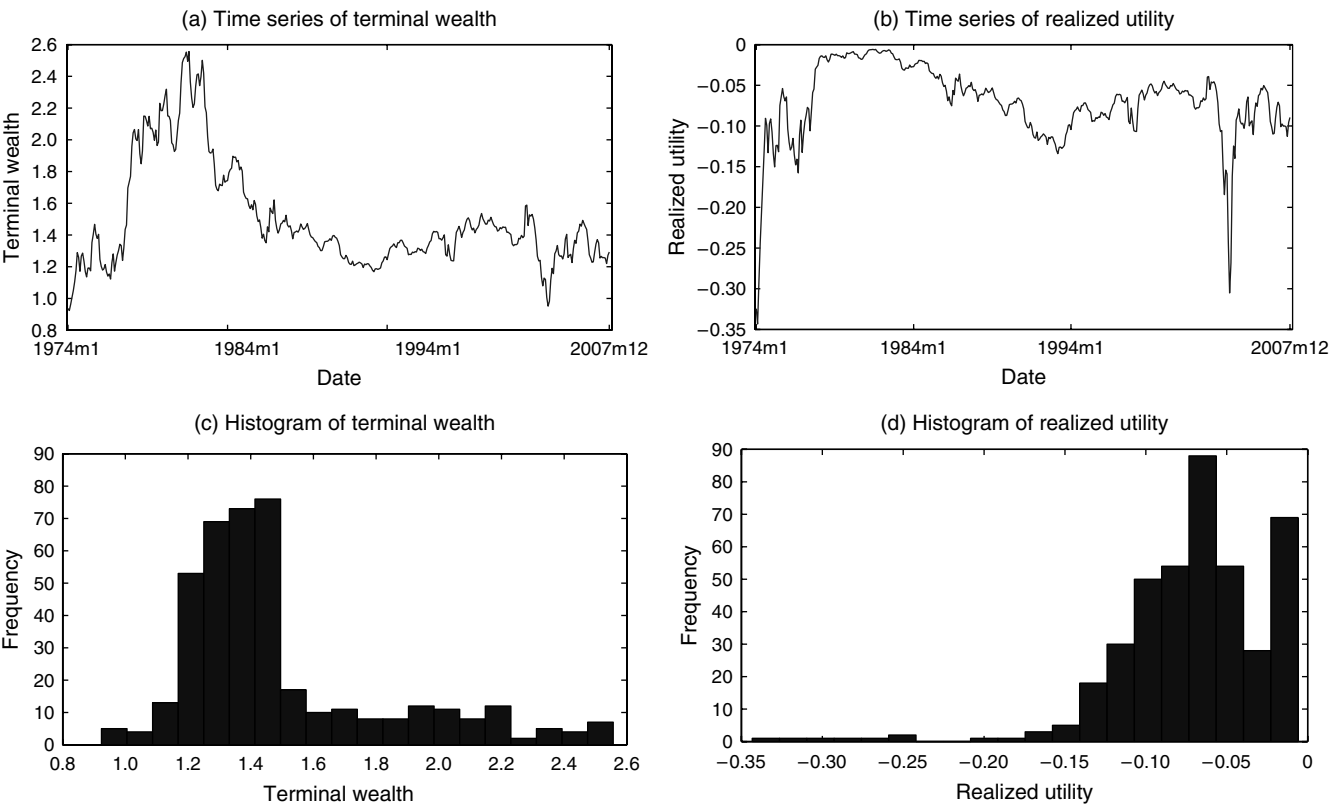 (a) Time series of terminal wealth
2.6
2.4
2.2
2.0
1.8
1.6
1.4
1.2
1.0
0.8
Terminal wealth
1974m1 1984m1 1994m1 2007m12
Date
(b) Time series of realized utility
0
−0.05
−0.10
−0.15
−0.20
−0.25
−0.30
−0.35
Realized utility
1974m1 1984m1 1994m1 2007m12
Date
(c) Histogram of terminal wealth
90
80
70
60
50
40
30
20
10
0
Frequency
0.8 1.0 1.2 1.4 1.6 1.8 2.0 2.2 2.4 2.6
Terminal wealth
(d) Histogram of realized utility
90
80
70
60
50
40
30
20
10
0
Frequency
−0.35 −0.30 −0.25 −0.20 −0.15 −0.10 −0.05 0
Realized utility